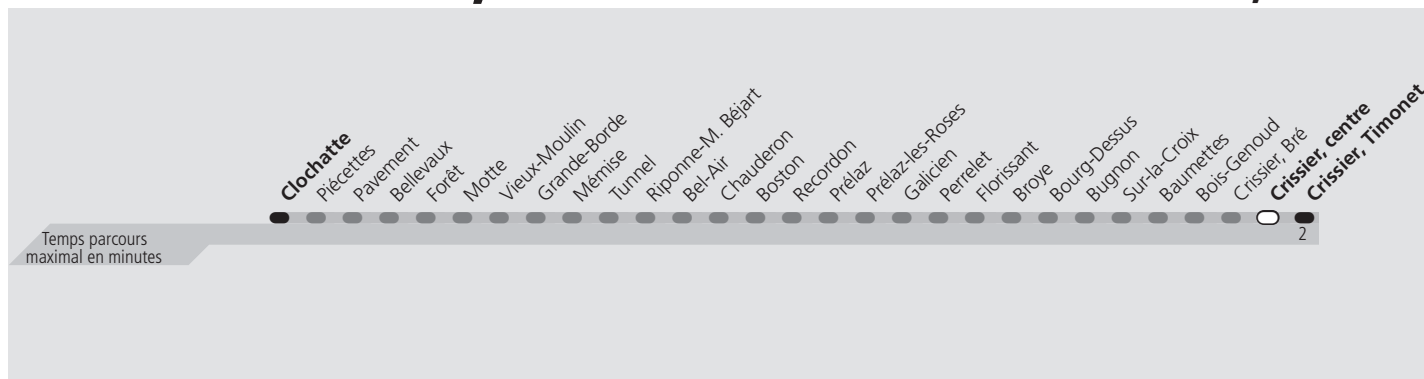 Clochatte
Piécettes
Pavement
Bellevaux
Forêt
Motte
Vieux-Moulin
Grande-Borde
Mémise
Tunnel
Riponne-M. Béjart
Bel-Air
Chauderon
Boston
Recordon
Prélaz
Prélaz-les-Roses
Galicien
Perrelet
Florissant
Broye
Bourg-Dessus
Bugnon
Sur-la-Croix
Baumettes
Bois-Genoud
Crissier, Bré
Crissier, centre
Crissier, Timonet
Temps parcours
maximal en minutes
2